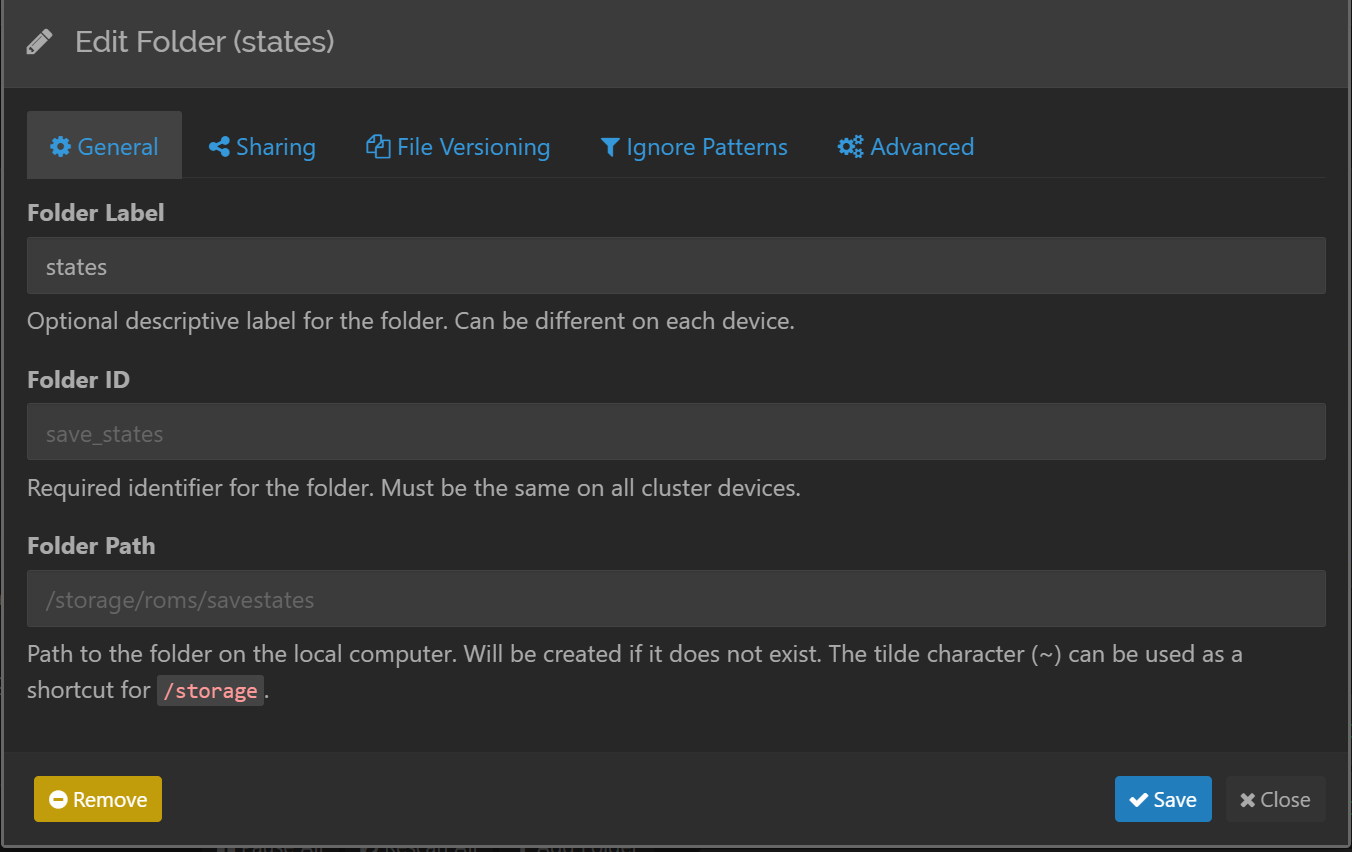 Edit Folder (states)
General
Sharing
File Versioning
Ignore Patterns
Advanced
Folder Label
states
Optional descriptive label for the folder. Can be different on each device.
Folder ID
save_states
Required identifier for the folder. Must be the same on all cluster devices.
Folder Path
/storage/roms/savestates
Path to the folder on the local computer. Will be created if it does not exist. The tilde character (~) can be used as a
shortcut for /storage.
Remove
Save
Close